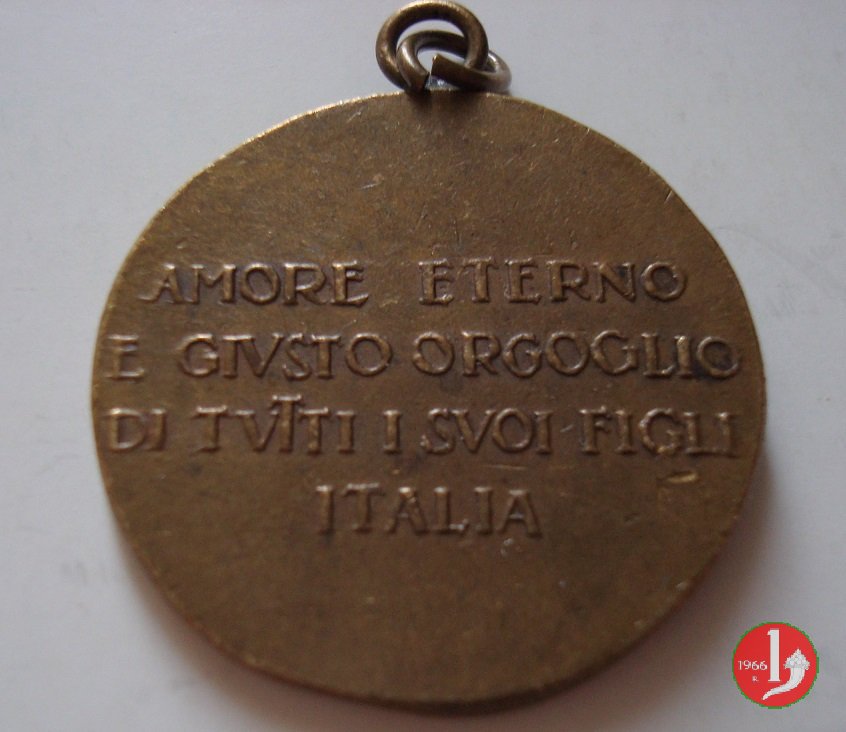 AMORE ETERNO
E GIVSTO ORGOGLIO
DI TVTTI I SVOI FIGLI
ITALIA
1966
R